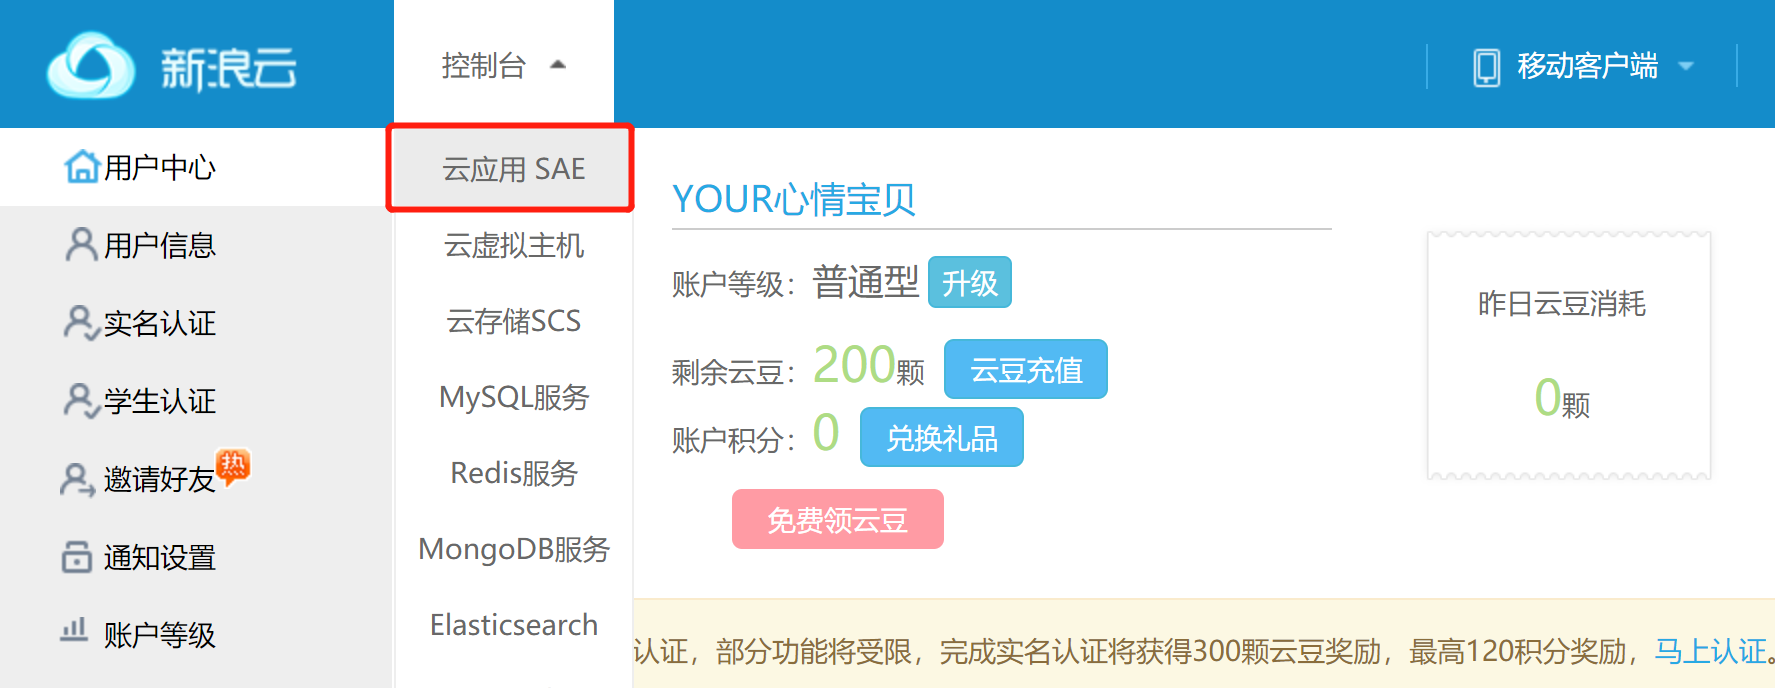 新浪云
控制台
移动客户端
用户中心
用户信息
实名认证
学生认证
邀请好友
热
通知设置
账户等级
云应用 SAE
云虚拟主机
云存储SCS
MySQL服务
Redis服务
MongoDB服务
Elasticsearch
YOUR心情宝贝
账户等级：普通型 升级
剩余云豆：200颗 云豆充值
账户积分：0 兑换礼品
免费领云豆
昨日云豆消耗
0颗
认证，部分功能将受限，完成实名认证将获得300颗云豆奖励，最高120积分奖励，马上认证。